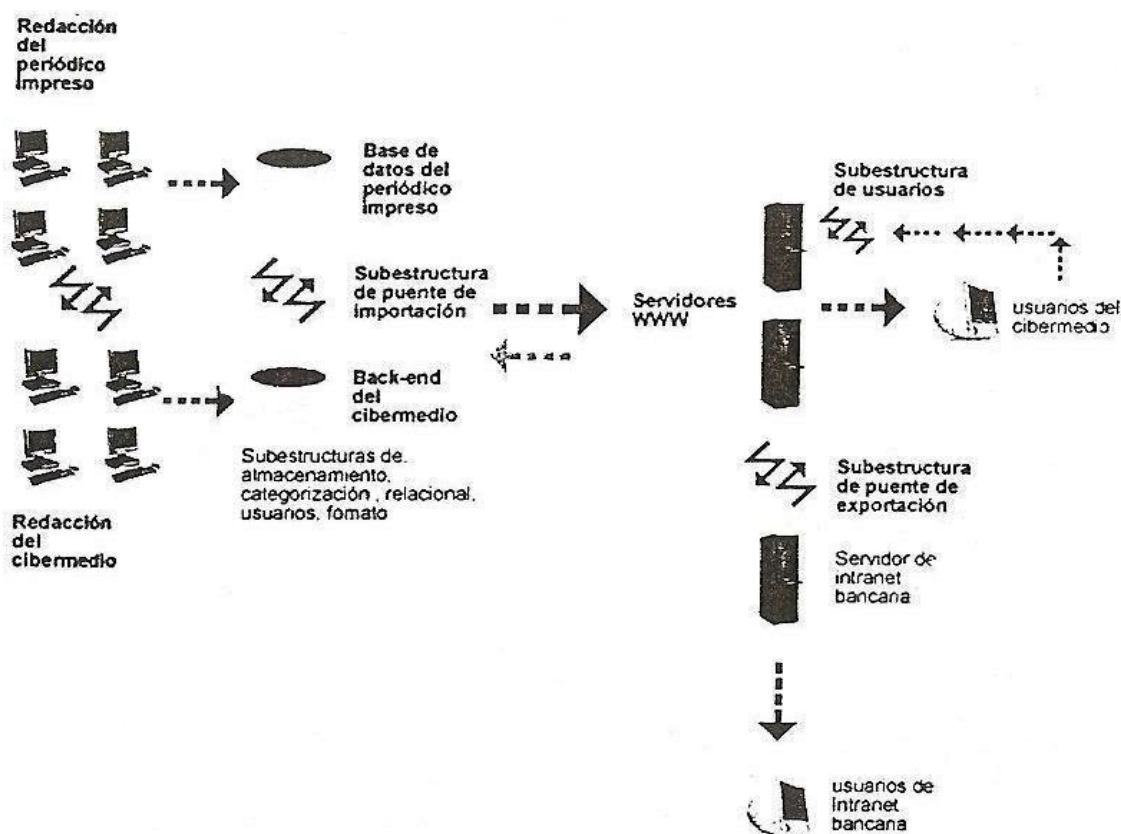 Redacción
del
periódico
impreso
Base de
datos del
periódico
impreso
Subestructura
de puente de
importación
Back-end
del
cibermedio
Subestructuras de.
almacenamiento,
categorización , relacional,
usuarios, fomato
Redacción
del
cibermedio
Servidores
WWW
Subestructura
de usuarios
usuarios del
cibermedio
Subestructura
de puente de
exportación
Servidor de
intranet
bancana
usuarios de
Intranet
bancana